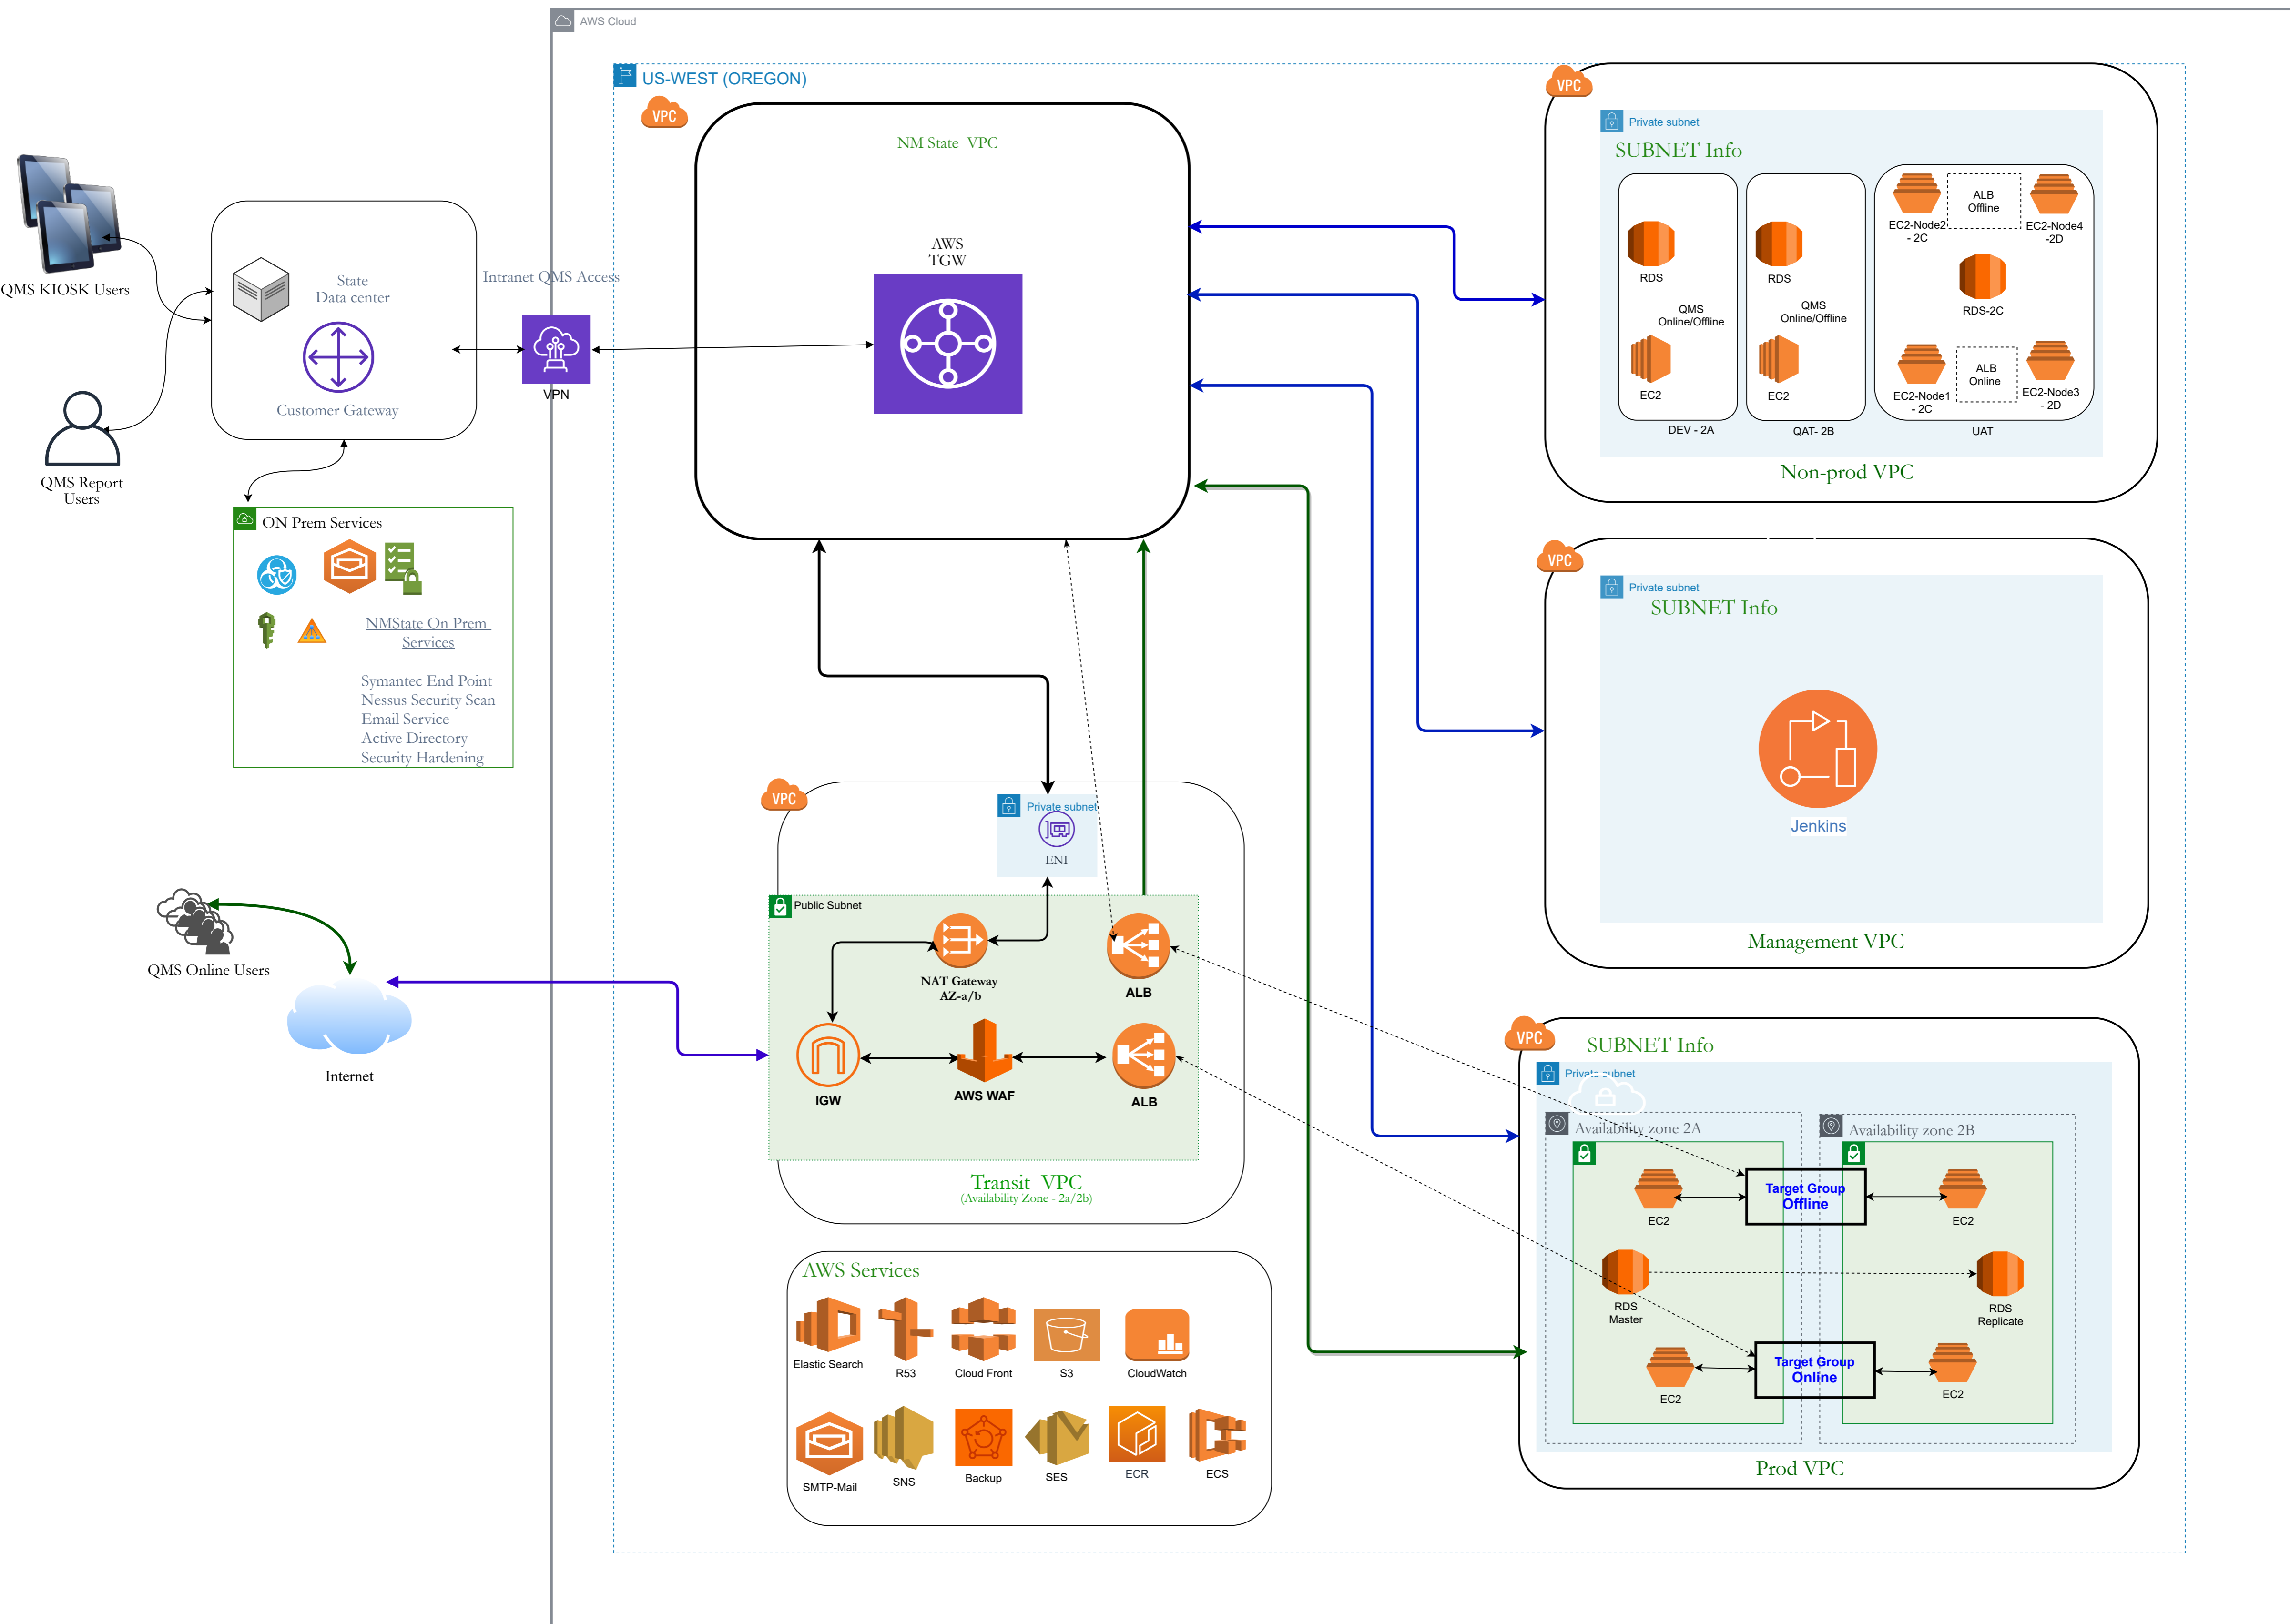 AWS Cloud
US-WEST (OREGON)
VPC
NM State VPC
AWS
TGW
QMS KIOSK Users
State
Data center
Customer Gateway
Intranet QMS Access
VPN
QMS Report
Users
ON Prem Services
NMState On Prem
Services
Symantec End Point
Nessus Security Scan
Email Service
Active Directory
Security Hardening
QMS Online Users
Internet
VPC
Private subnet
SUBNET Info
RDS
QMS
Online/Offline
EC2
DEV - 2A
RDS
QMS
Online/Offline
EC2
QAT- 2B
EC2-Node2
- 2C
ALB
Offline
EC2-Node4
-2D
RDS-2C
EC2-Node1
- 2C
ALB
Online
EC2-Node3
- 2D
UAT
Non-prod VPC
VPC
Private subnet
SUBNET Info
Jenkins
Management VPC
VPC
Private subnet
ENI
Public Subnet
NAT Gateway
AZ-a/b
ALB
IGW
AWS WAF
ALB
Transit VPC
(Availability Zone - 2a/2b)
VPC
SUBNET Info
Private subnet
Availability zone 2A
Availability zone 2B
EC2
Target Group
Offline
EC2
RDS
Master
RDS
Replicate
EC2
Target Group
Online
EC2
Prod VPC
AWS Services
Elastic Search
R53
Cloud Front
S3
CloudWatch
SMTP-Mail
SNS
Backup
SES
ECR
ECS